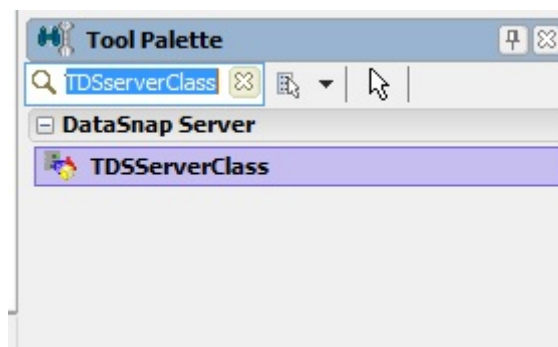 Tool Palette
TDSserverClass
DataSnap Server
TDSServerClass